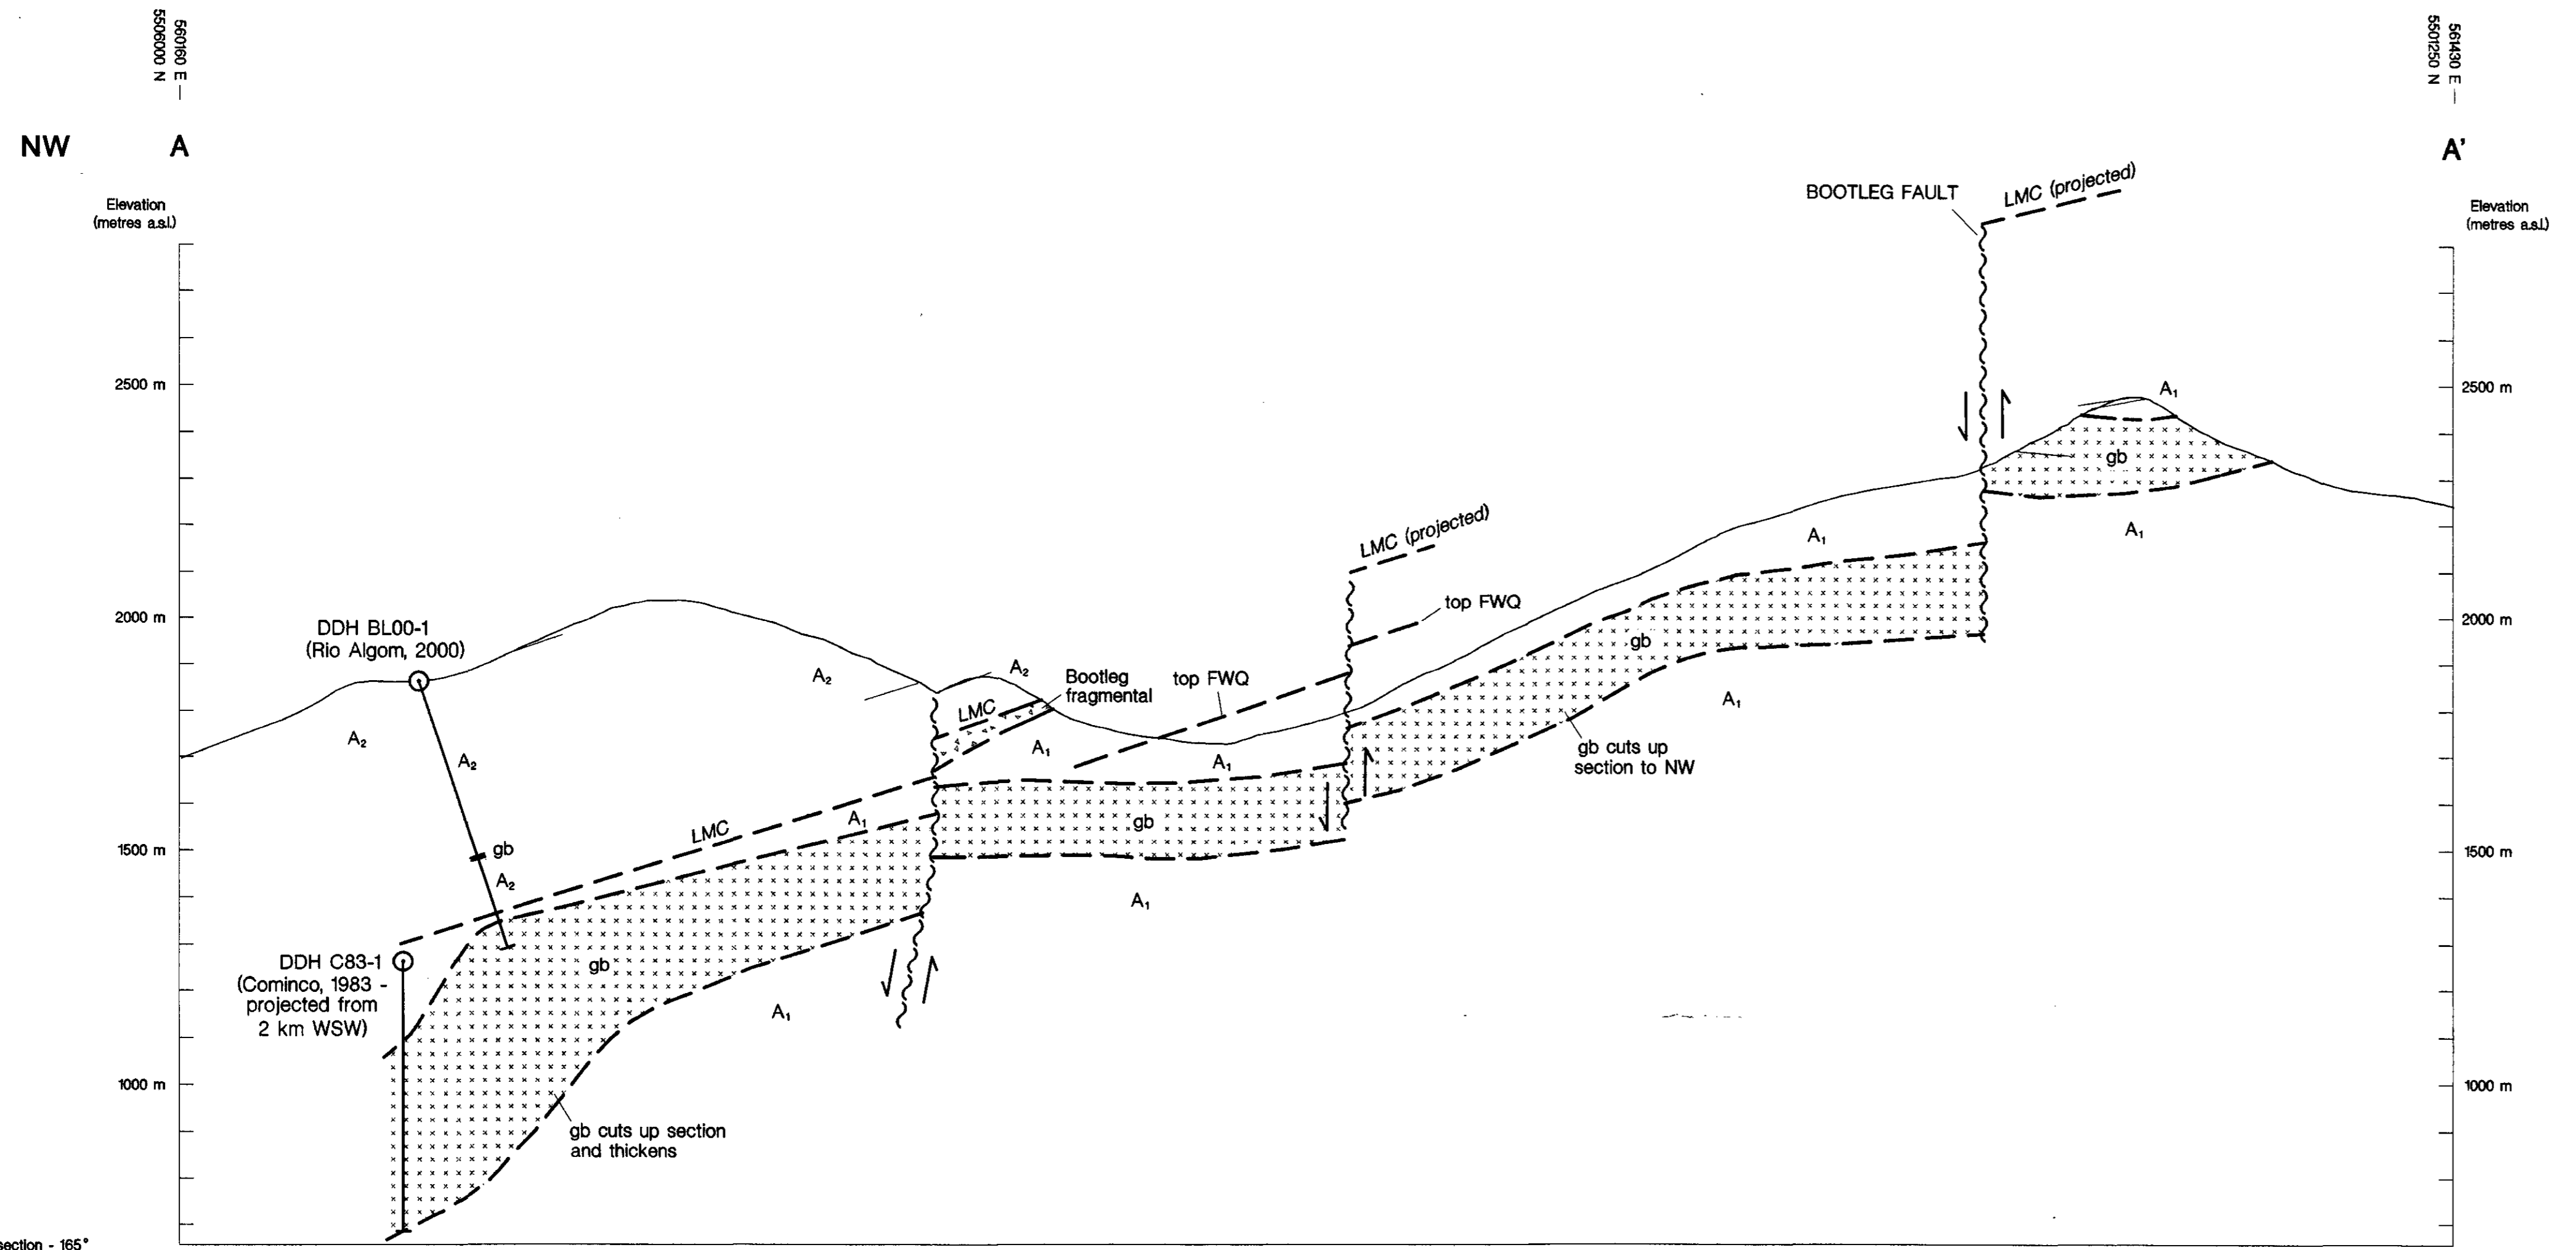 560160 E
5506000 N
561430 E
5501250 N
NW
A
A'
Elevation
(metres a.s.l.)
Elevation
(metres a.s.l.)
BOOTLEG FAULT
LMC (projected)
2500 m
2500 m
A₁
gb
A₁
LMC (projected)
A₁
top FWQ
2000 m
2000 m
DDH BL00-1
(Rio Algom, 2000)
A₂
A₂
Bootleg
fragmental
top FWQ
LMC
gb
A₁
A₂
A₂
A₁
A₁
gb cuts up
section to NW
LMC
A₁
gb
1500 m
1500 m
gb
A₂
A₁
DDH C83-1
(Cominco, 1983 -
projected from
2 km WSW)
gb
A₁
1000 m
1000 m
gb cuts up section
and thickens
section - 165°